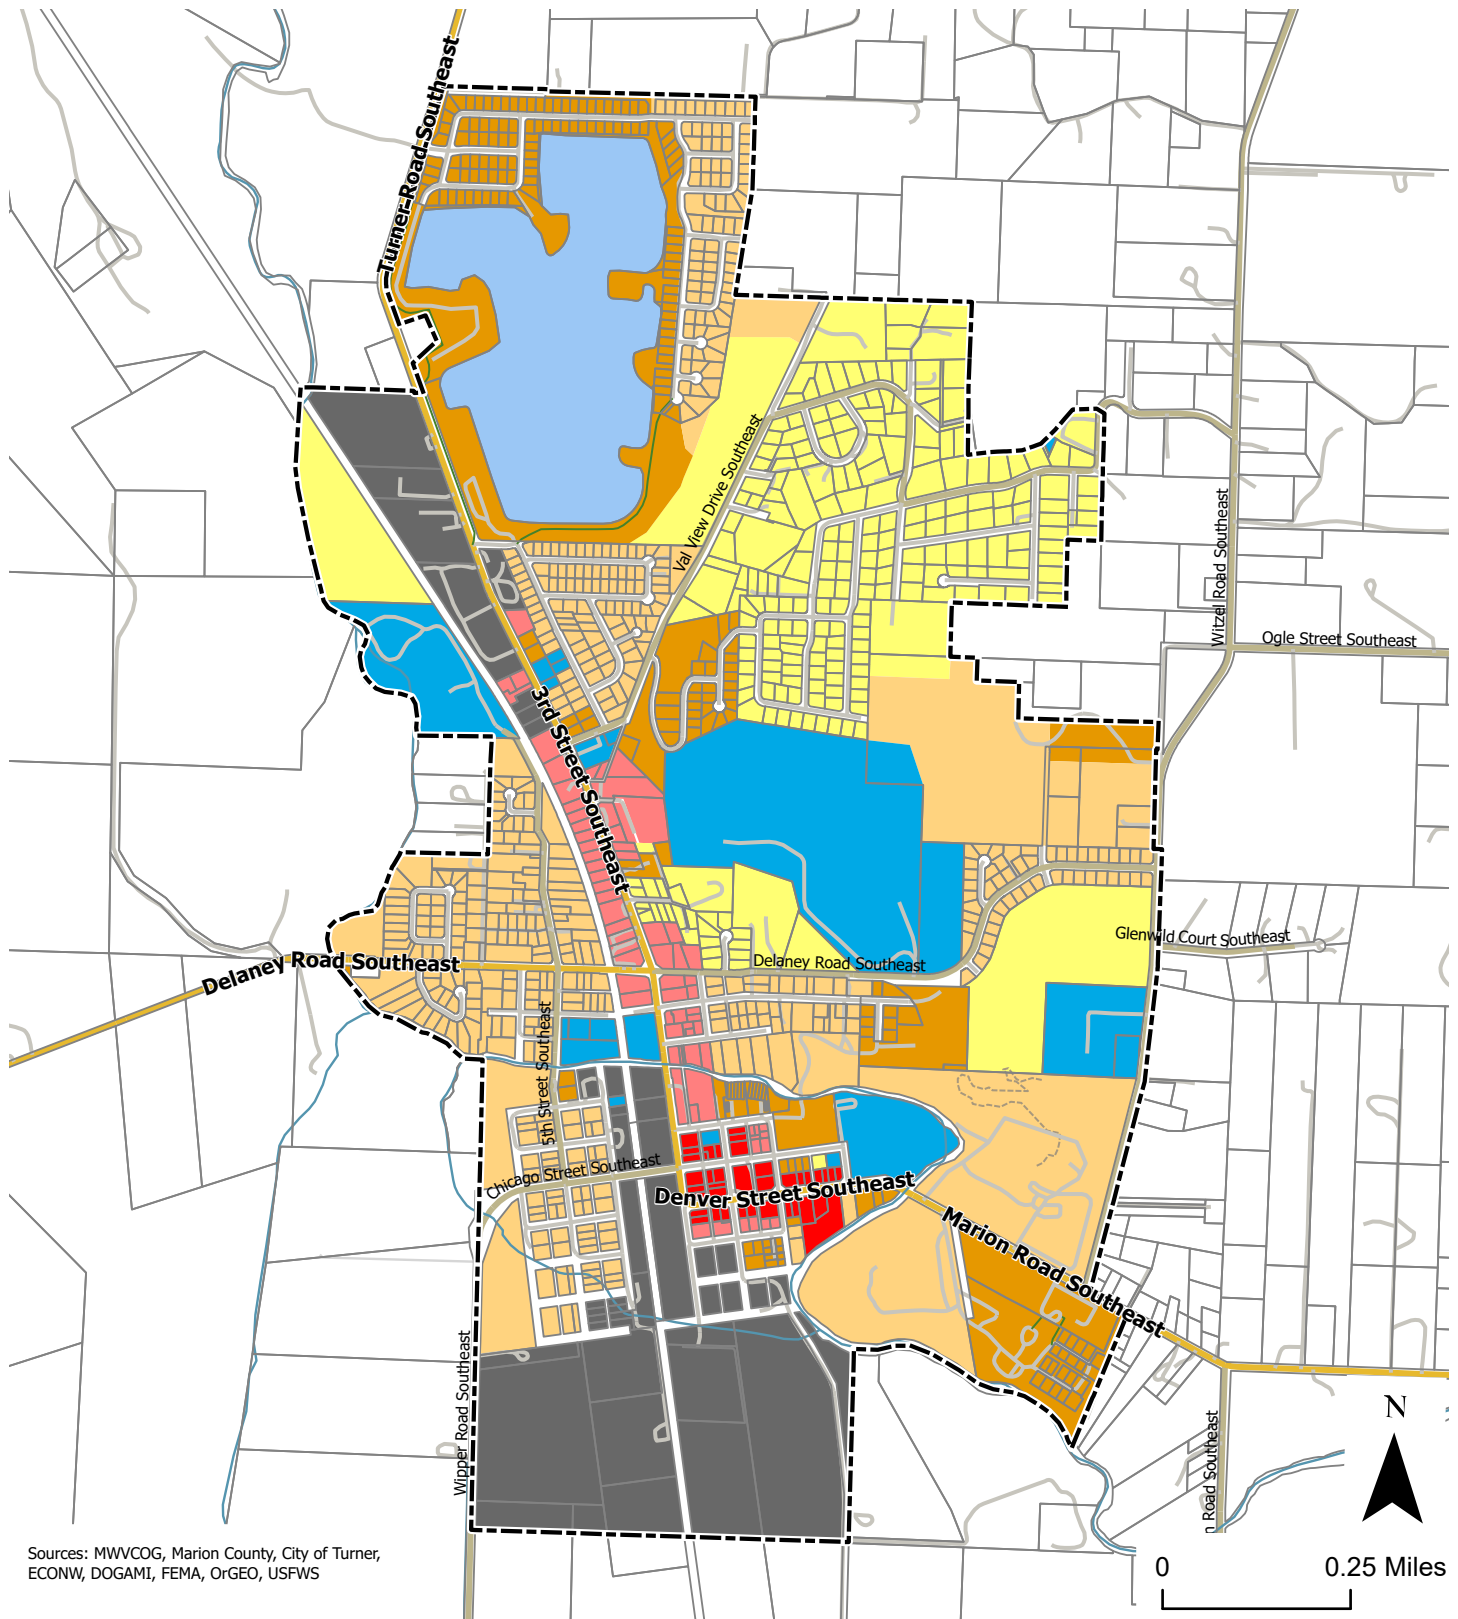 Turner Road Southeast
Val View Drive Southeast
Witzel Road Southeast
Ogle Street Southeast
3rd Street Southeast
Glenwild Court Southeast
Delaney Road Southeast
Delaney Road Southeast
5th Street Southeast
Chicago Street Southeast
Denver Street Southeast
Marion Road Southeast
Wipper Road Southeast
n Road Southeast
N
Sources: MWVCOG, Marion County, City of Turner,
ECONW, DOGAMI, FEMA, OrGEO, USFWS
0 0.25 Miles